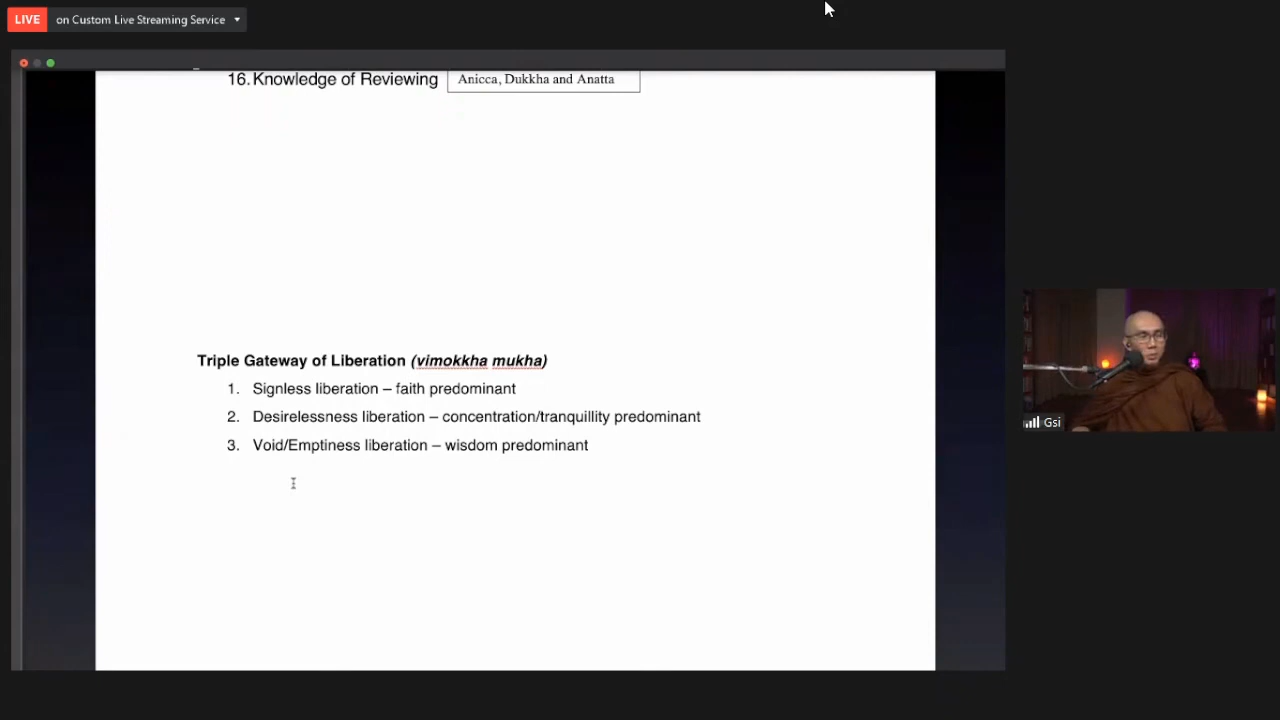 LIVE on Custom Live Streaming Service
16. Knowledge of Reviewing Anicca, Dukkha and Anatta
Triple Gateway of Liberation (vimokkha mukha)
1. Signless liberation – faith predominant
2. Desirelessness liberation – concentration/tranquillity predominant
3. Void/Emptiness liberation – wisdom predominant
Gsi